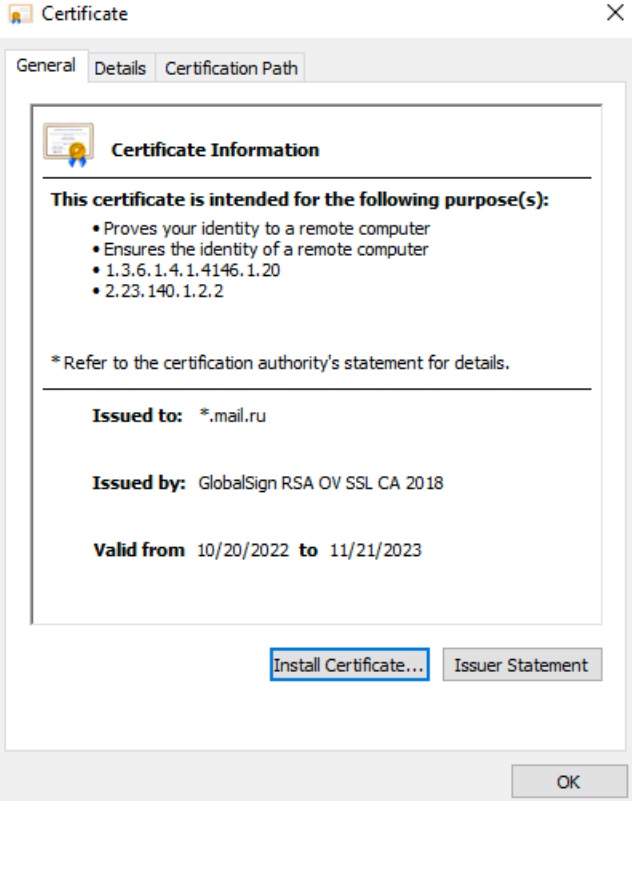 Certificate
General
Details
Certification Path
Certificate Information
This certificate is intended for the following purpose(s):
• Proves your identity to a remote computer
• Ensures the identity of a remote computer
• 1.3.6.1.4.1.4146.1.20
• 2.23.140.1.2.2
* Refer to the certification authority's statement for details.
Issued to: *.mail.ru
Issued by: GlobalSign RSA OV SSL CA 2018
Valid from 10/20/2022 to 11/21/2023
Install Certificate...
Issuer Statement
OK